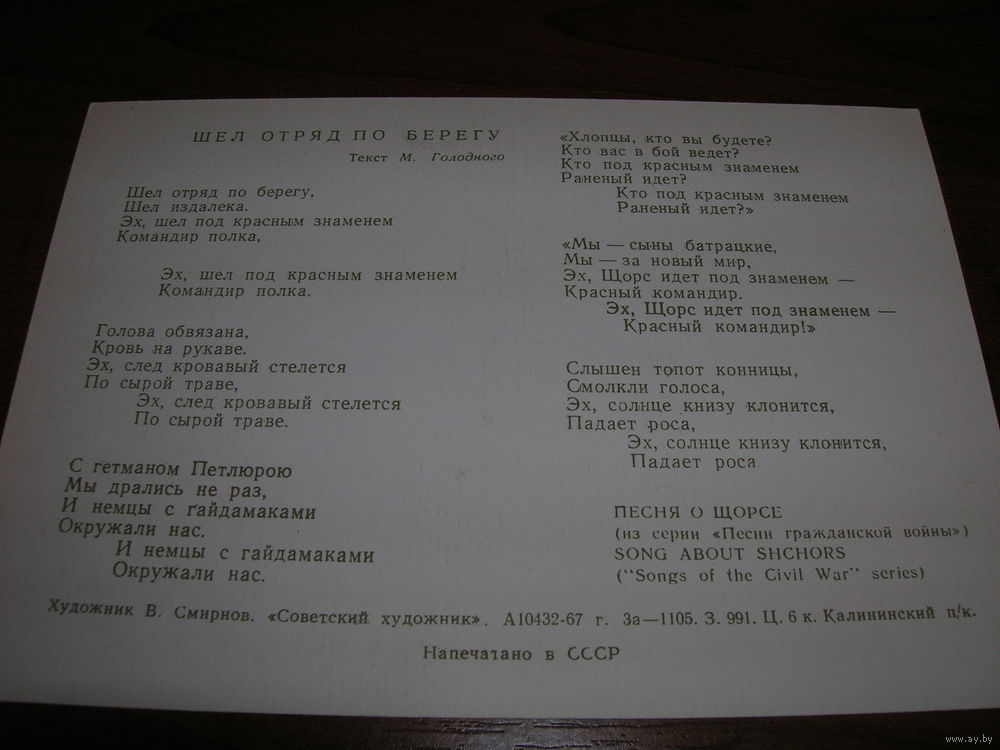 ШЕЛ ОТРЯД ПО БЕРЕГУ
Текст М. Голодного
Шел отряд по берегу,
Шел издалека.
Эх, шел под красным знаменем
Командир полка,
Эх, шел под красным знаменем
Командир полка.
Голова обвязана,
Кровь на рукаве.
Эх, след кровавый стелется
По сырой траве,
Эх, след кровавый стелется
По сырой траве.
С гетманом Петлюрою
Мы дрались не раз,
И немцы с гайдамаками
Окружали нас.
И немцы с гайдамаками
Окружали нас.
«Хлопцы, кто вы будете?
Кто вас в бой ведет?
Кто под красным знаменем
Раненый идет?
Кто под красным знаменем
Раненый идет?»
«Мы — сыны батрацкие,
Мы — за новый мир,
Эх, Щорс идет под знаменем —
Красный командир.
Эх, Щорс идет под знаменем —
Красный командир!»
Слышен топот конницы,
Смолкли голоса,
Эх, солнце книзу клонится,
Падает роса,
Эх, солнце книзу клонится,
Падает роса
ПЕСНЯ О ЩОРСЕ
(из серии «Песни гражданской войны»)
SONG ABOUT SHCHORS
("Songs of the Civil War" series)
Художник В. Смирнов. «Советский художник». А10432-67 г. За—1105. З. 991. Ц. 6 к. Калининский п/к.
Напечатано в СССР
www.ay.by